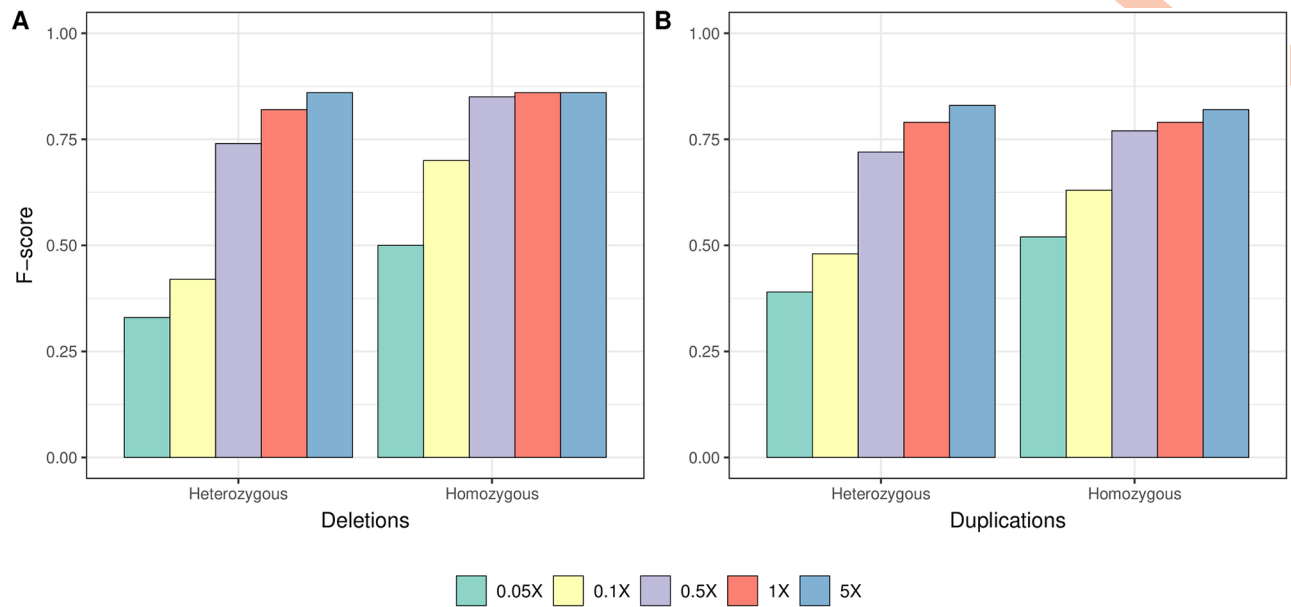 A
B
F−score
1.00
0.75
0.50
0.25
0.00
Heterozygous
Homozygous
Deletions
1.00
0.75
0.50
0.25
0.00
Heterozygous
Homozygous
Duplications
0.05X 0.1X 0.5X 1X 5X